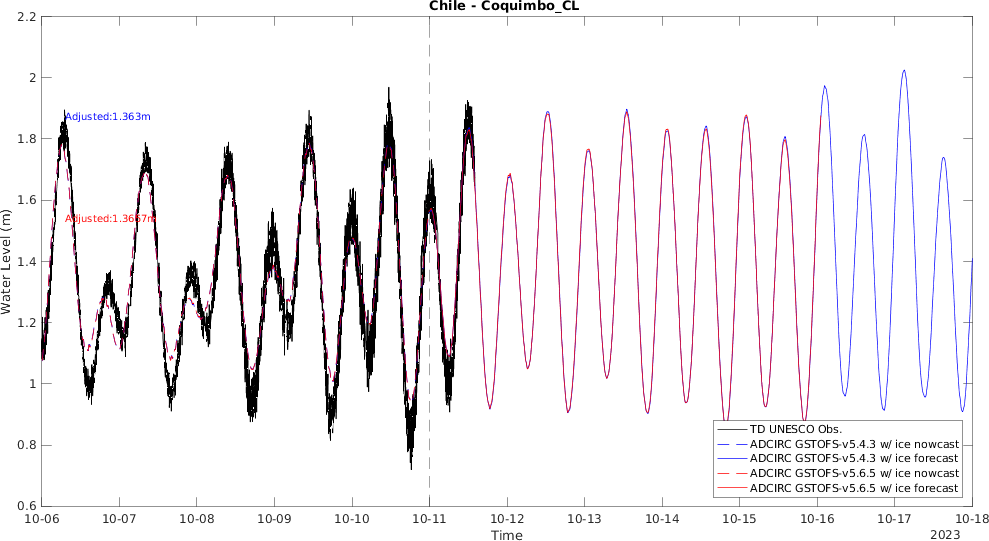 Chile - Coquimbo_CL
2.2
2
1.8
1.6
1.4
1.2
1
0.8
0.6
Water Level (m)
Adjusted:1.363m
Adjusted:1.3667m
TD UNESCO Obs.
ADCIRC GSTOFS-v5.4.3 w/ ice nowcast
ADCIRC GSTOFS-v5.4.3 w/ ice forecast
ADCIRC GSTOFS-v5.6.5 w/ ice nowcast
ADCIRC GSTOFS-v5.6.5 w/ ice forecast
10-06 10-07 10-08 10-09 10-10 10-11 10-12 10-13 10-14 10-15 10-16 10-17 10-18
Time
2023